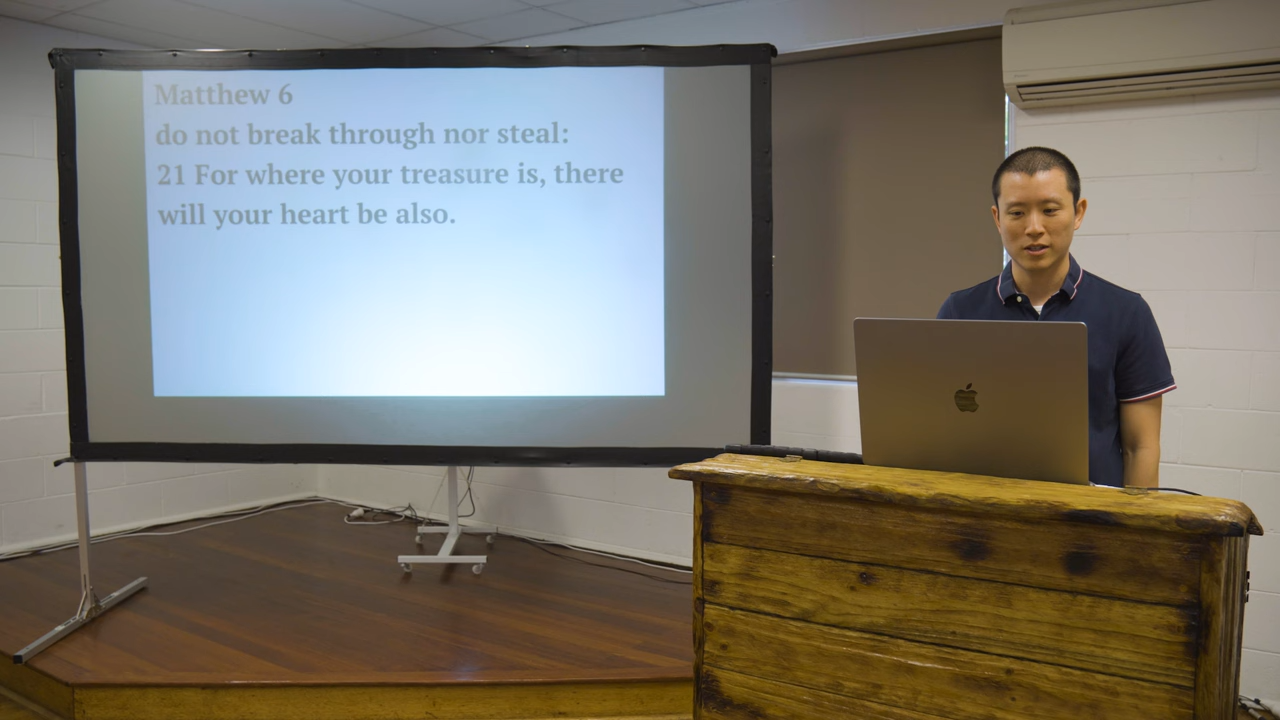 Matthew 6
do not break through nor steal:
21 For where your treasure is, there
will your heart be also.